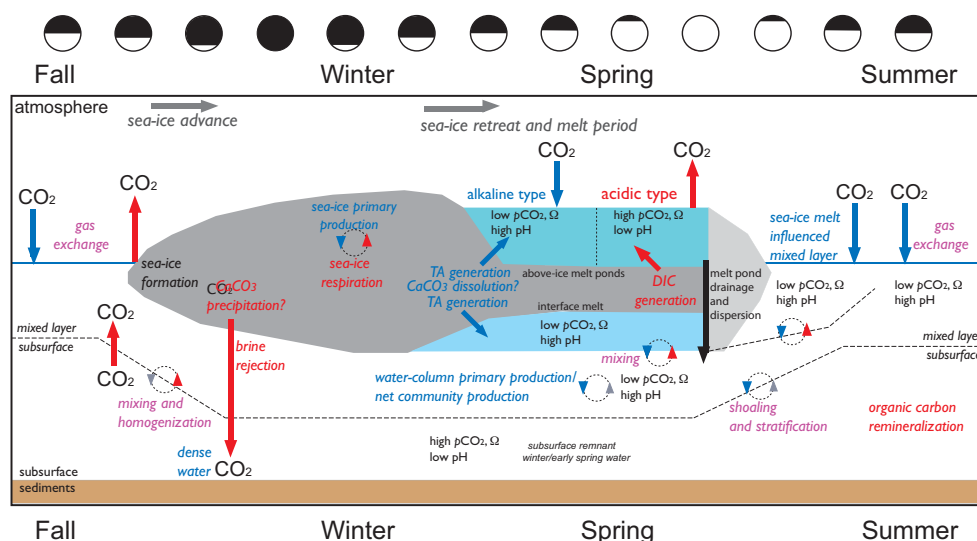 Fall
Winter
Spring
Summer
atmosphere
sea-ice advance
sea-ice retreat and melt period
CO2
CO2
gas
exchange
sea-ice
formation
CO2
CaCO3
precipitation?
sea-ice primary
production
sea-ice
respiration
CO2
alkaline type
low pCO2, Ω
high pH
CO2
acidic type
high pCO2, Ω
low pH
TA generation
CaCO3 dissolution?
TA generation
above-ice melt ponds
DIC
generation
interface melt
low pCO2, Ω
high pH
melt pond
drainage
and
dispersion
sea-ice melt
influenced
mixed layer
CO2
CO2
gas
exchange
low pCO2, Ω
high pH
low pCO2, Ω
high pH
mixed layer
subsurface
CO2
CO2
mixing and
homogenization
brine
rejection
dense
water
CO2
mixing
water-column primary production/
net community production
low pCO2, Ω
high pH
high pCO2, Ω
low pH
subsurface remnant
winter/early spring water
shoaling
and stratification
mixed layer
subsurface
organic carbon
remineralization
subsurface
sediments
Fall
Winter
Spring
Summer